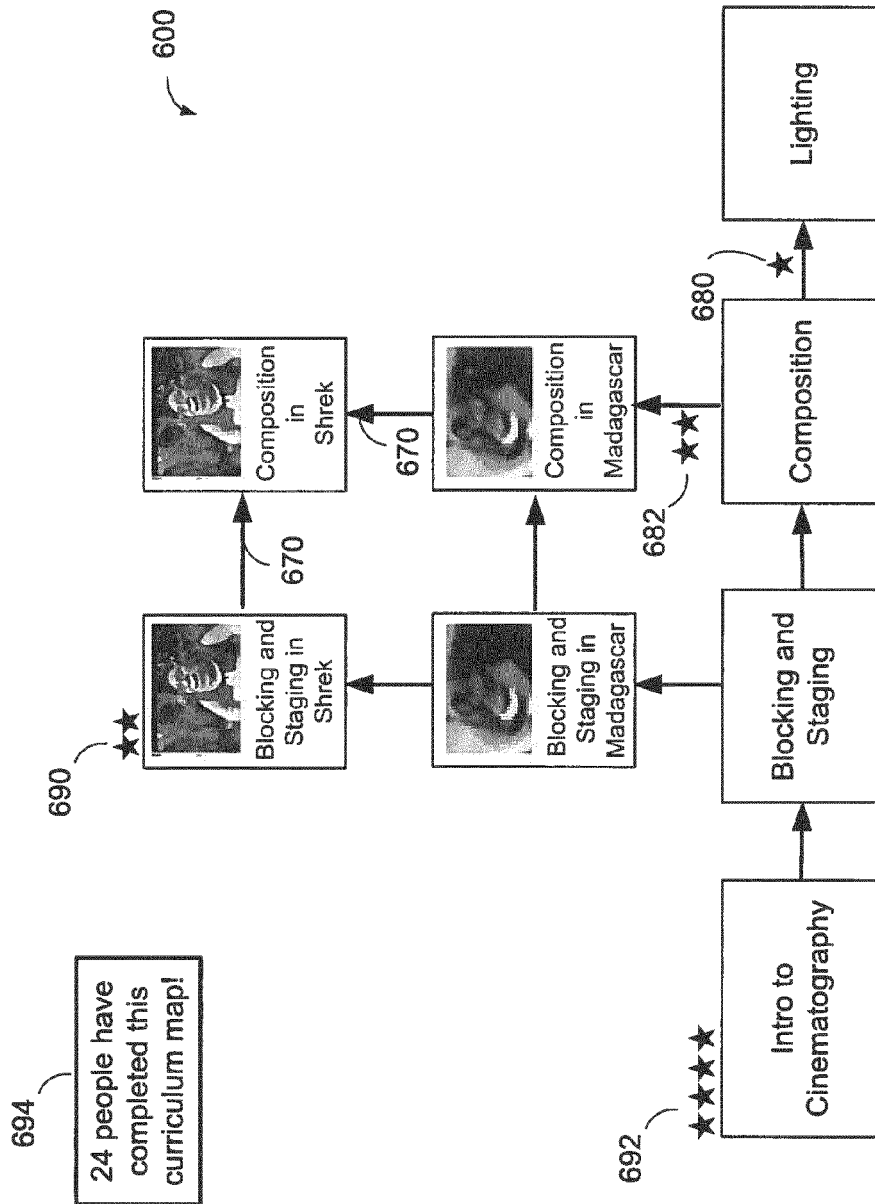 600
694
24 people have
completed this
curriculum map!
690
Blocking and
Staging in
Shrek
670
Composition
in
Shrek
670
Blocking and
Staging in
Madagascar
Composition
in
Madagascar
682
680
692
Intro to
Cinematography
Blocking and
Staging
Composition
Lighting